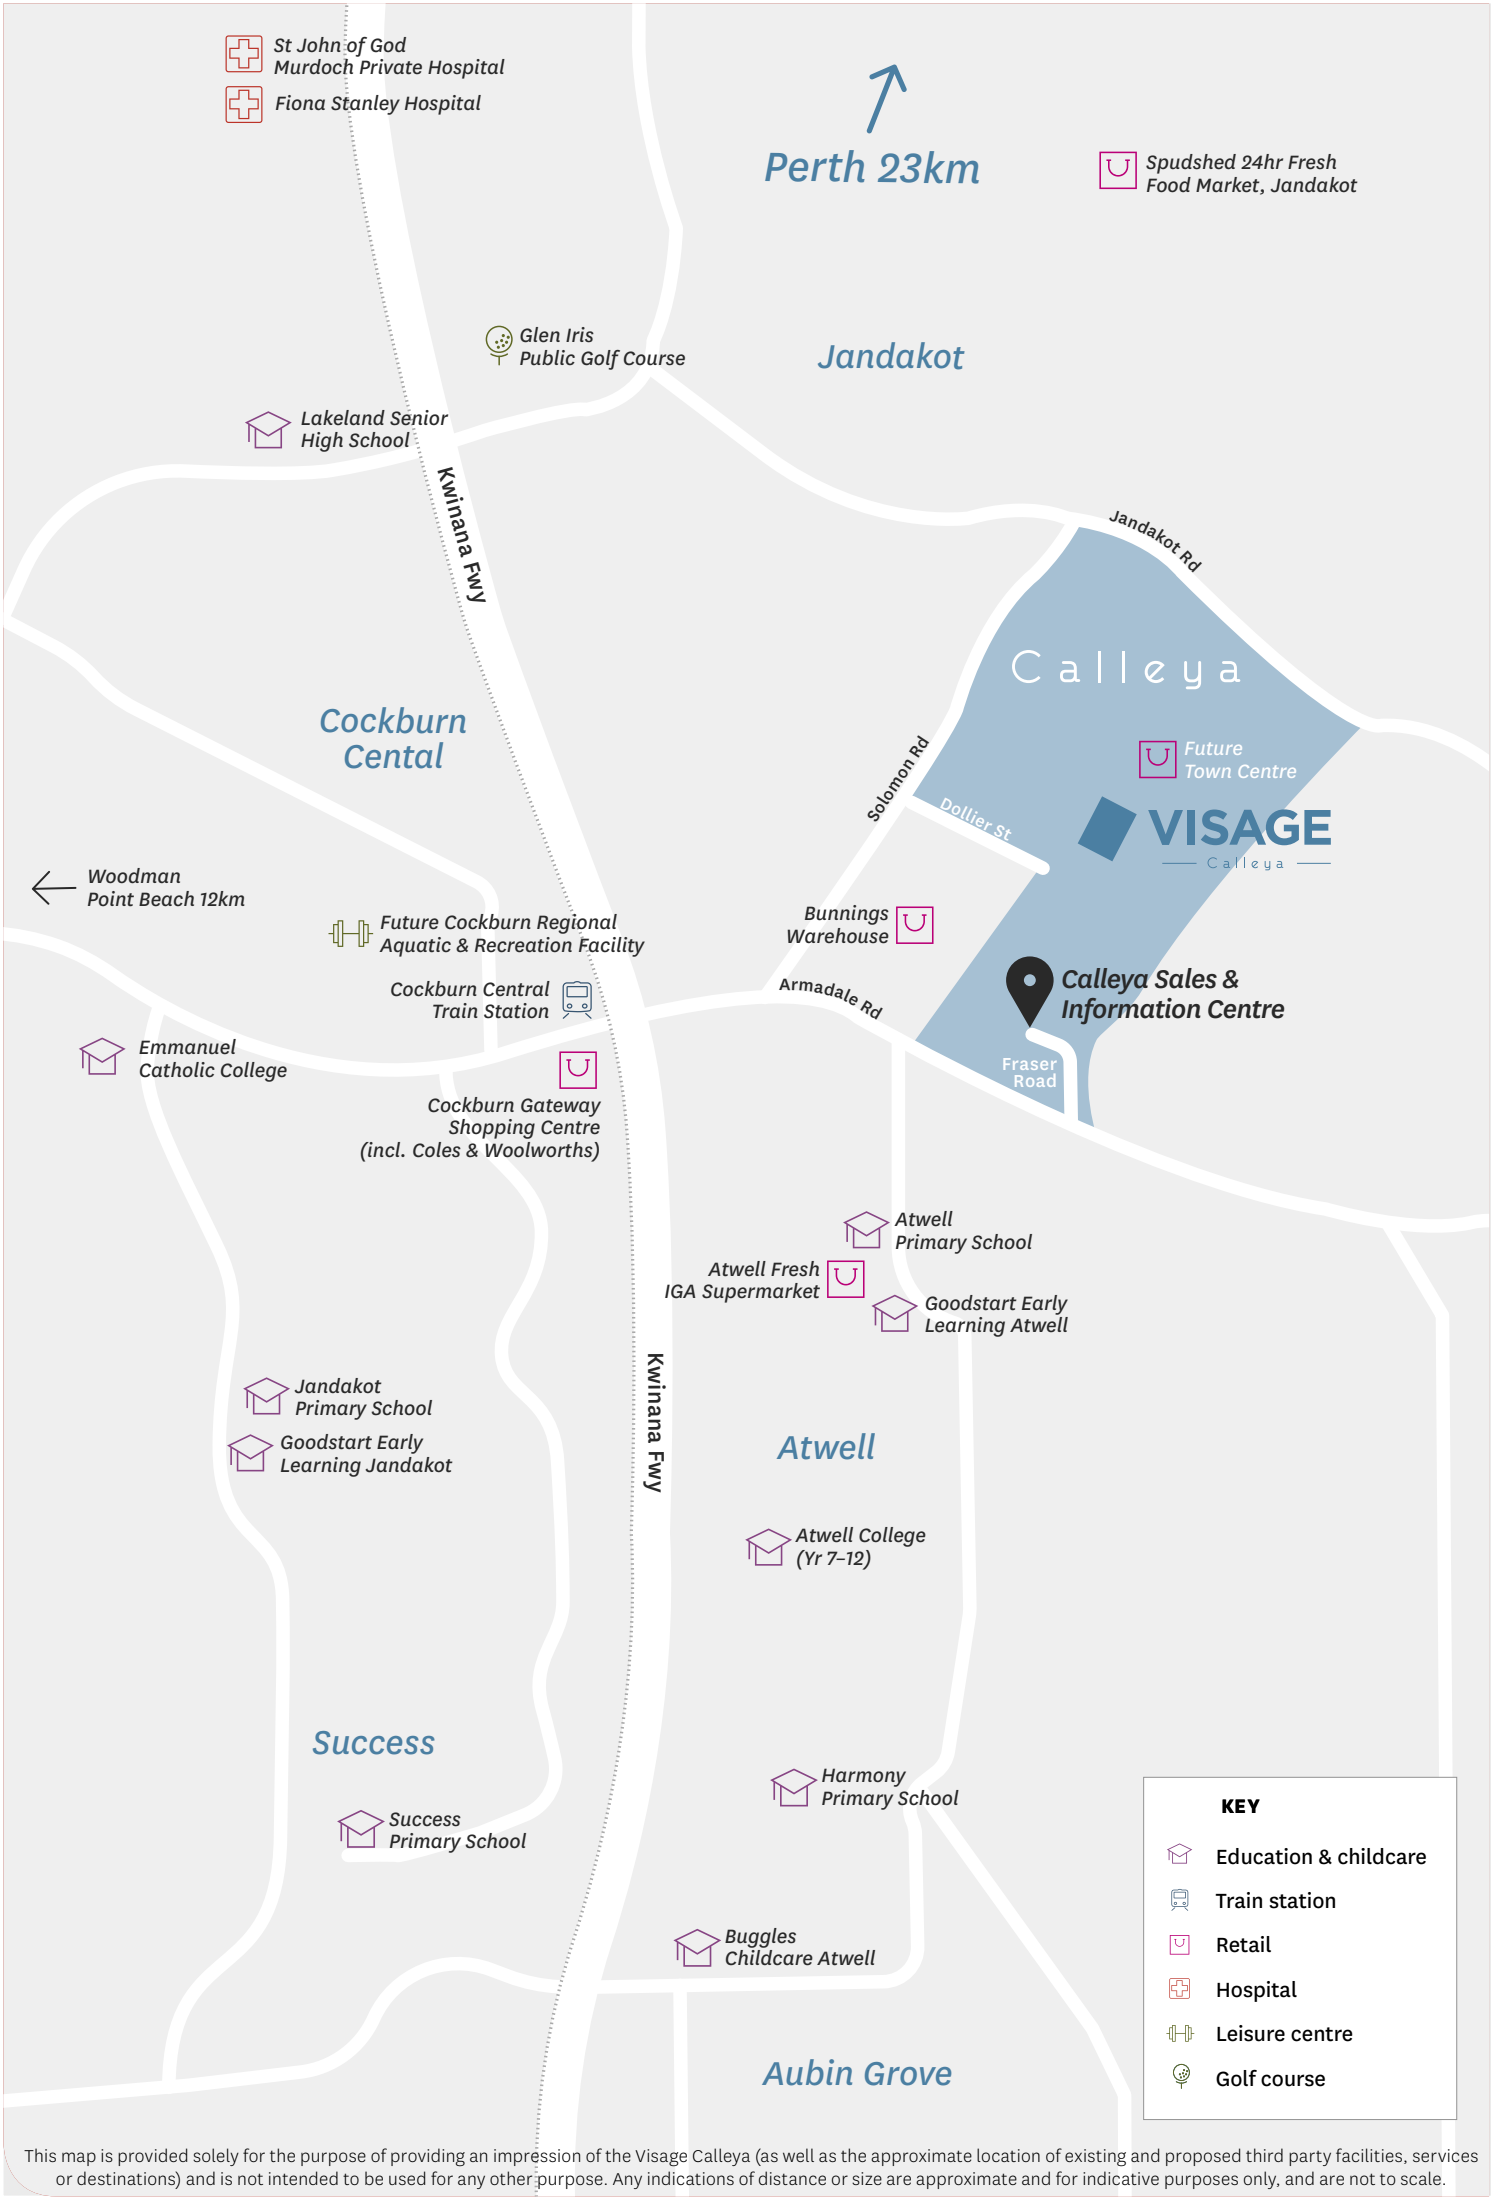 St John of God
Murdoch Private Hospital
Fiona Stanley Hospital
Perth 23km
Spudshed 24hr Fresh
Food Market, Jandakot
Glen Iris
Public Golf Course
Jandakot
Lakeland Senior
High School
Kwinana Fwy
Jandakot Rd
Calleya
Cockburn
Cental
Solomon Rd
Future
Town Centre
Dollier St
VISAGE
Calleya
Woodman
Point Beach 12km
Bunnings
Warehouse
Future Cockburn Regional
Aquatic & Recreation Facility
Cockburn Central
Train Station
Armadale Rd
Calleya Sales &
Information Centre
Emmanuel
Catholic College
Fraser
Road
Cockburn Gateway
Shopping Centre
(incl. Coles & Woolworths)
Atwell
Primary School
Atwell Fresh
IGA Supermarket
Goodstart Early
Learning Atwell
Kwinana Fwy
Jandakot
Primary School
Goodstart Early
Learning Jandakot
Atwell
Atwell College
(Yr 7–12)
Success
Harmony
Primary School
Success
Primary School
Buggles
Childcare Atwell
Aubin Grove
KEY
Education & childcare
Train station
Retail
Hospital
Leisure centre
Golf course
This map is provided solely for the purpose of providing an impression of the Visage Calleya (as well as the approximate location of existing and proposed third party facilities, services
or destinations) and is not intended to be used for any other purpose. Any indications of distance or size are approximate and for indicative purposes only, and are not to scale.